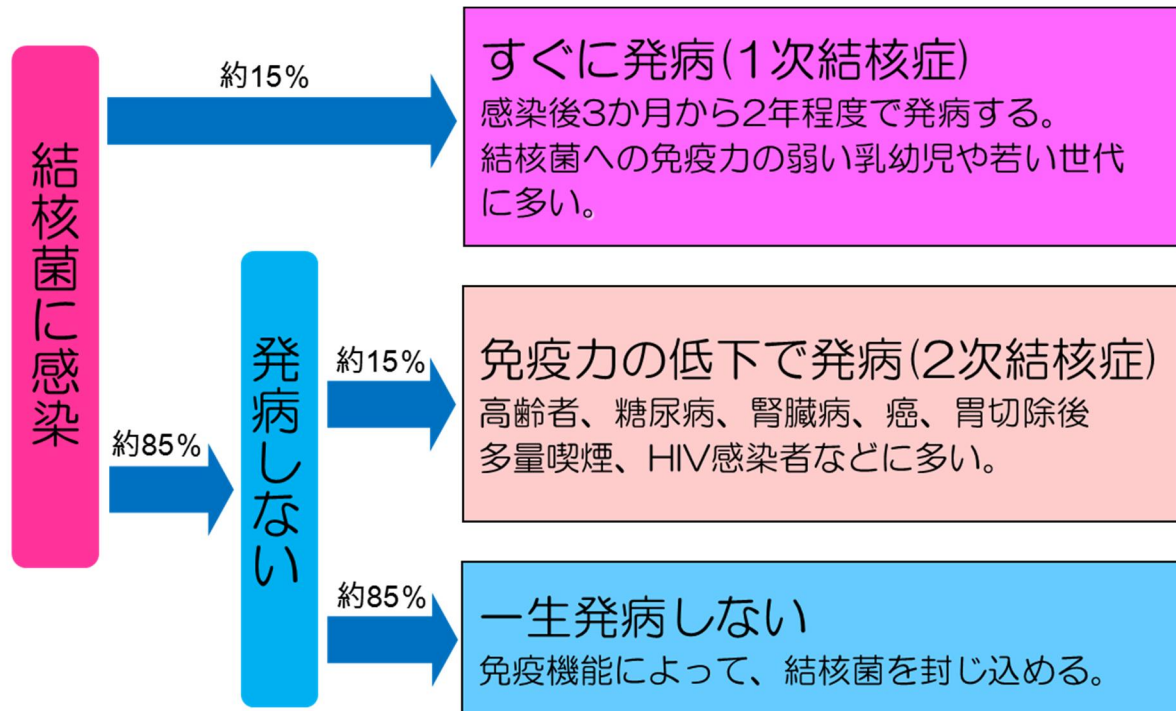 結核菌に感染
約15%
すぐに発病(1次結核症)
感染後3か月から2年程度で発病する。
結核菌への免疫力の弱い乳幼児や若い世代
に多い。
約85%
発病しない
約15%
免疫力の低下で発病(2次結核症)
高齢者、糖尿病、腎臓病、癌、胃切除後
多量喫煙、HIV感染者などに多い。
約85%
一生発病しない
免疫機能によって、結核菌を封じ込める。